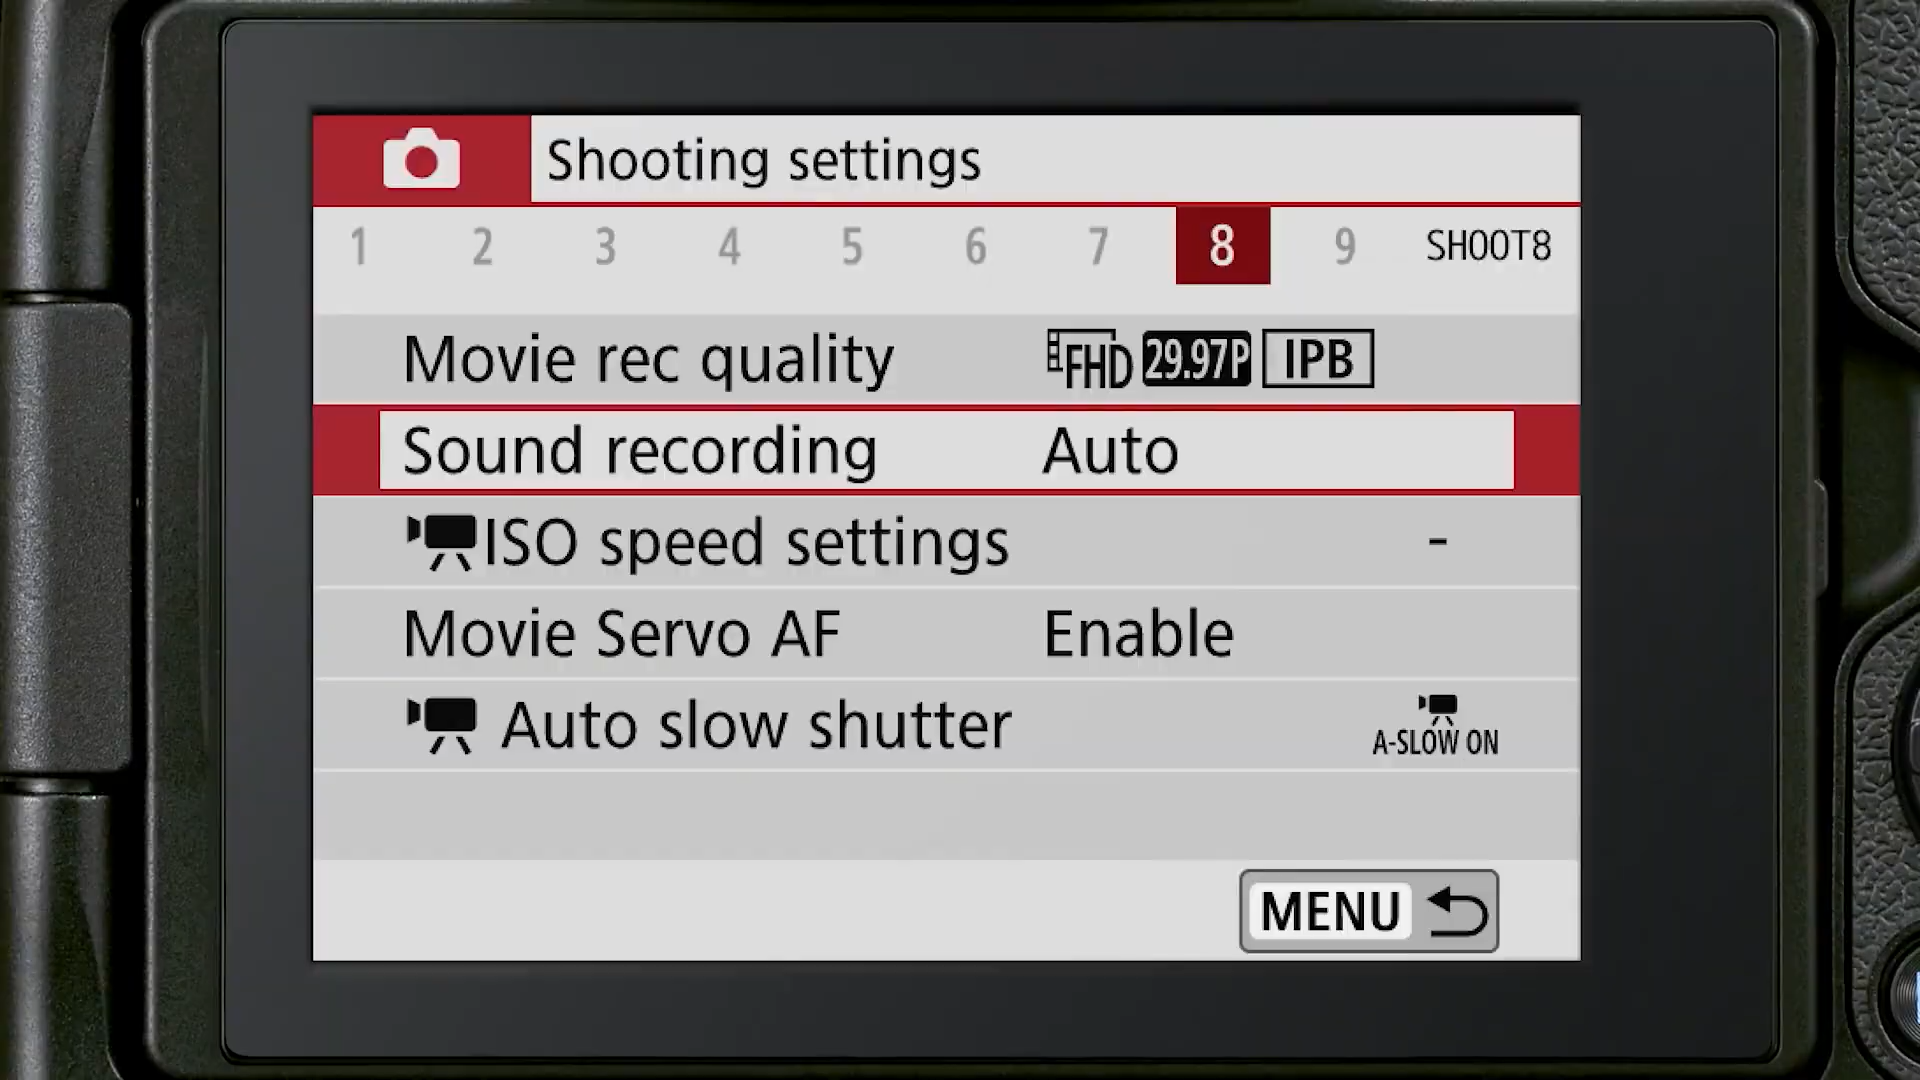 Shooting settings
1 2 3 4 5 6 7 8 9 SHOOT8
Movie rec quality FHD 29.97P IPB
Sound recording Auto
ISO speed settings -
Movie Servo AF Enable
Auto slow shutter A-SLOW ON
MENU